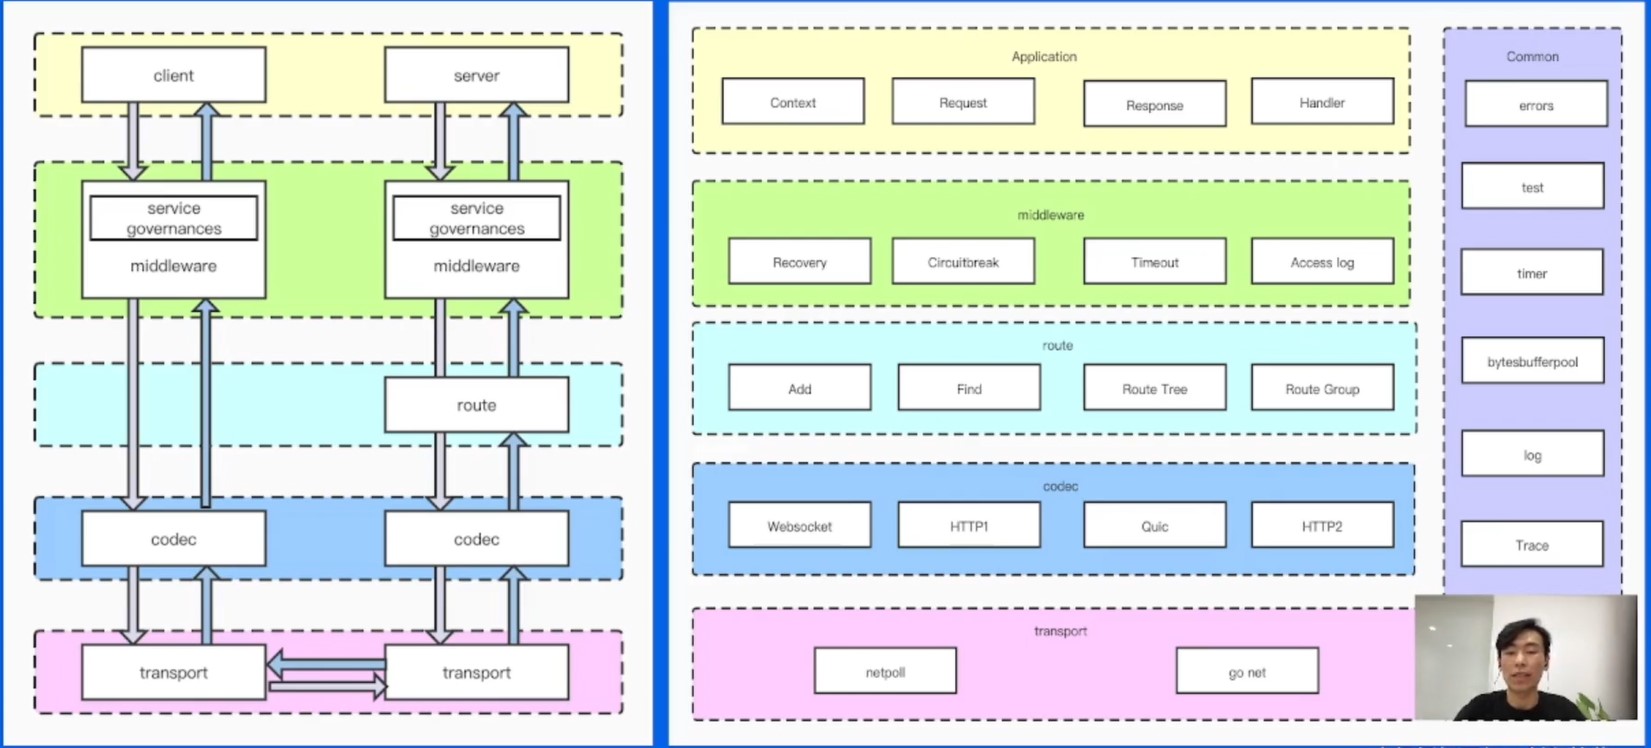 client
server
service
governances
middleware
service
governances
middleware
route
codec
codec
transport
transport
Application
Context
Request
Response
Handler
middleware
Recovery
Circuitbreak
Timeout
Access log
route
Add
Find
Route Tree
Route Group
codec
Websocket
HTTP1
Quic
HTTP2
transport
netpoll
go net
Common
errors
test
timer
bytesbufferpool
log
Trace